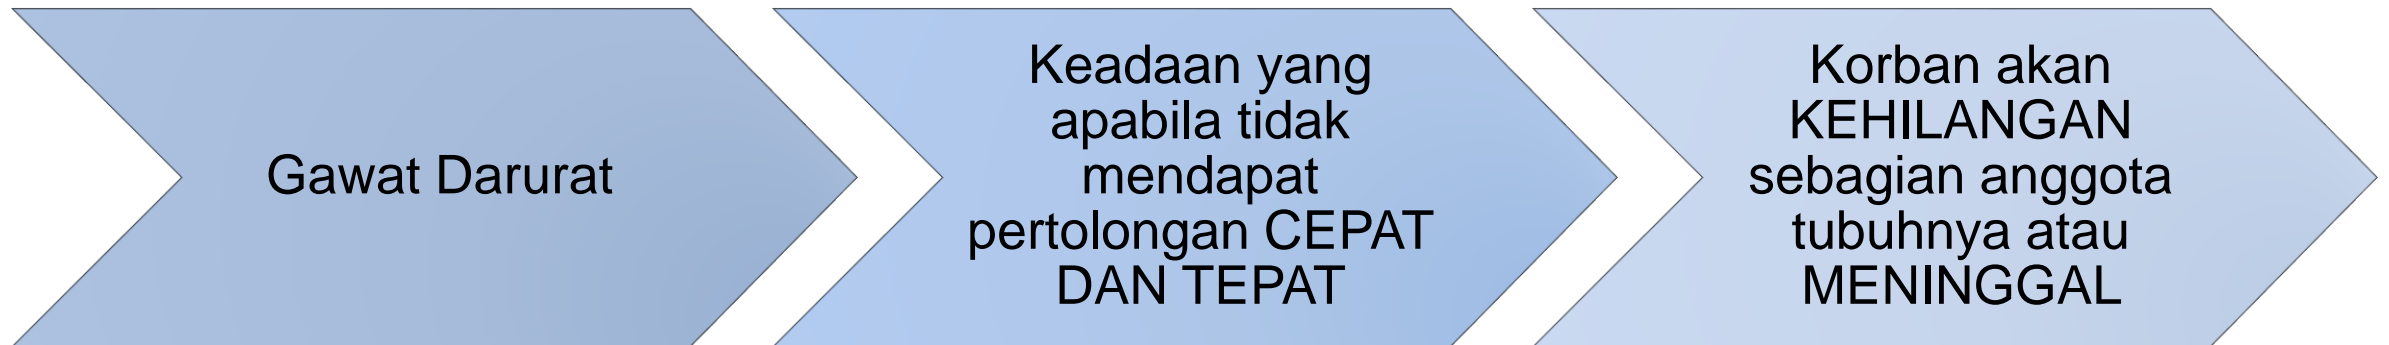 Gawat Darurat
Keadaan yang
apabila tidak
mendapat
pertolongan CEPAT
DAN TEPAT
Korban akan
KEHILANGAN
sebagian anggota
tubuhnya atau
MENINGGAL